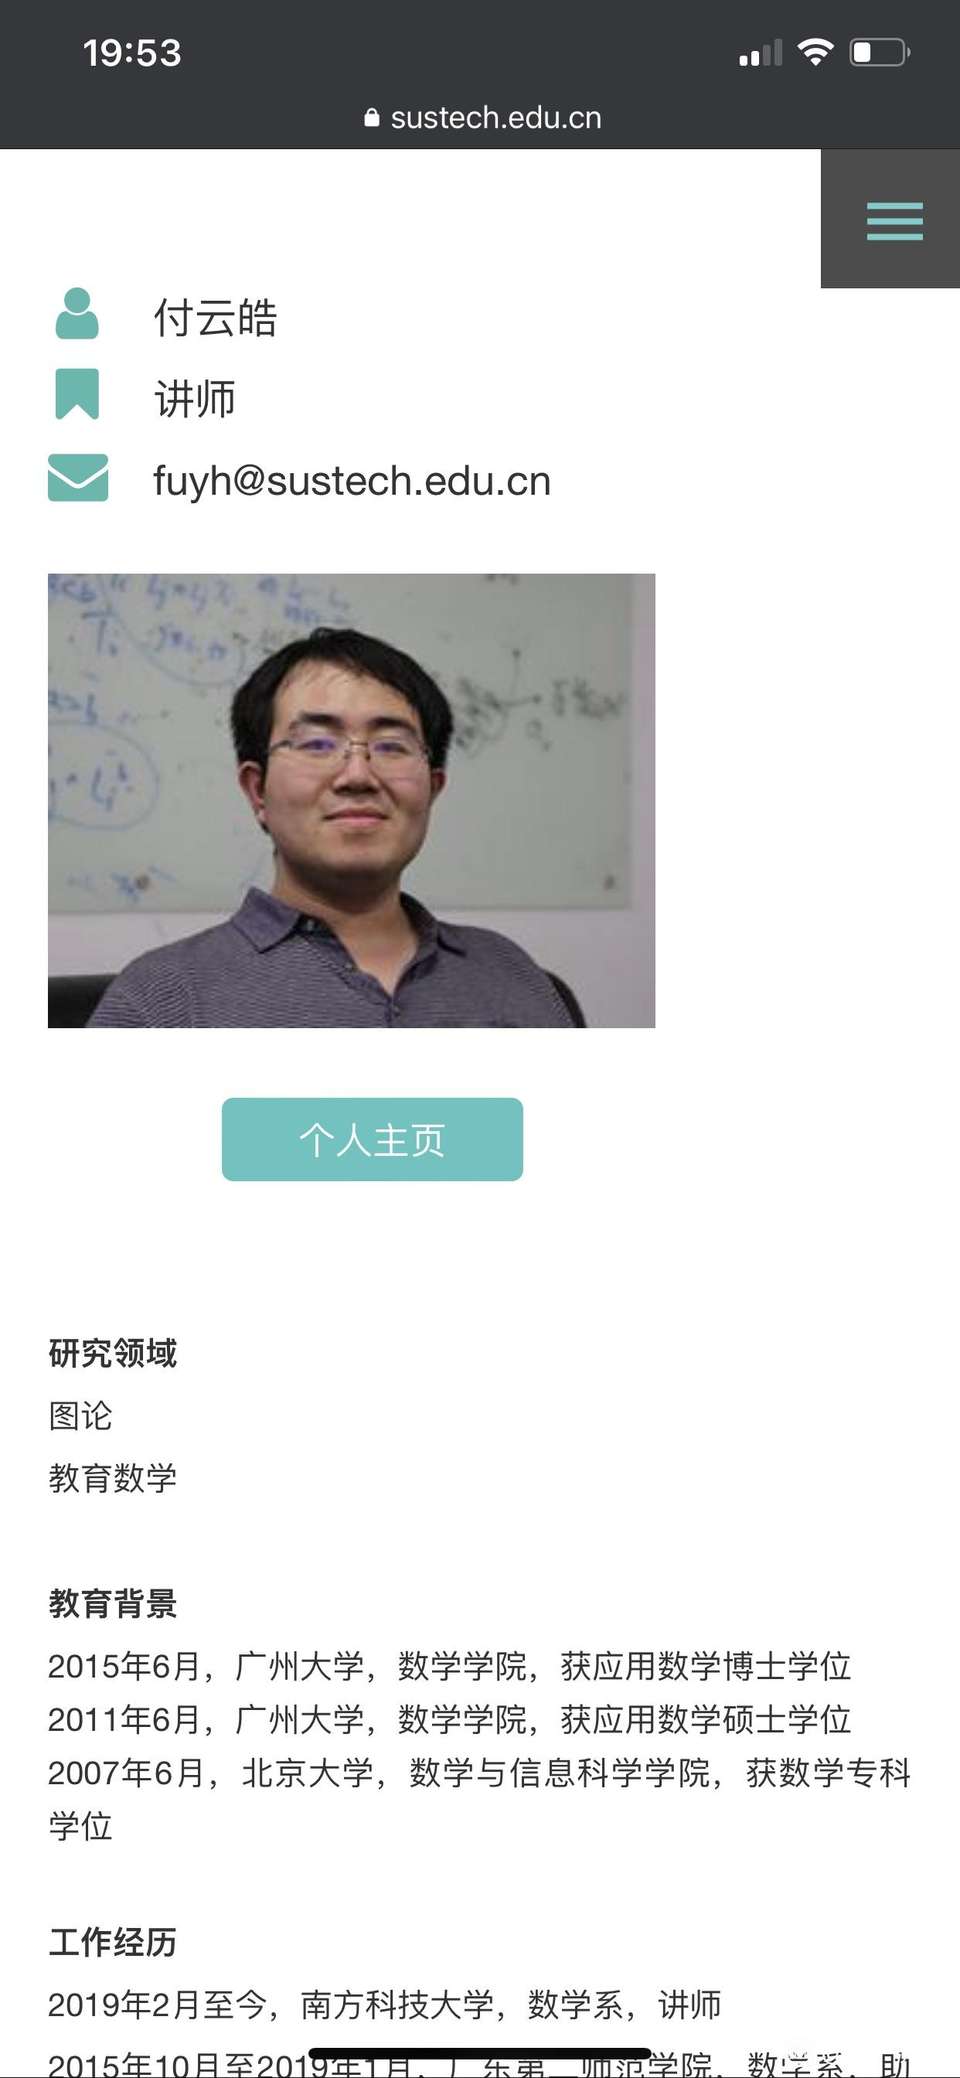 19:53
sustech.edu.cn
付云皓
讲师
fuyh@sustech.edu.cn
个人主页
研究领域
图论
教育数学
教育背景
2015年6月，广州大学，数学学院，获应用数学博士学位
2011年6月，广州大学，数学学院，获应用数学硕士学位
2007年6月，北京大学，数学与信息科学学院，获数学专科
学位
工作经历
2019年2月至今，南方科技大学，数学系，讲师
2015年10月至2019年1月，广东第二师范学院，数学系，助